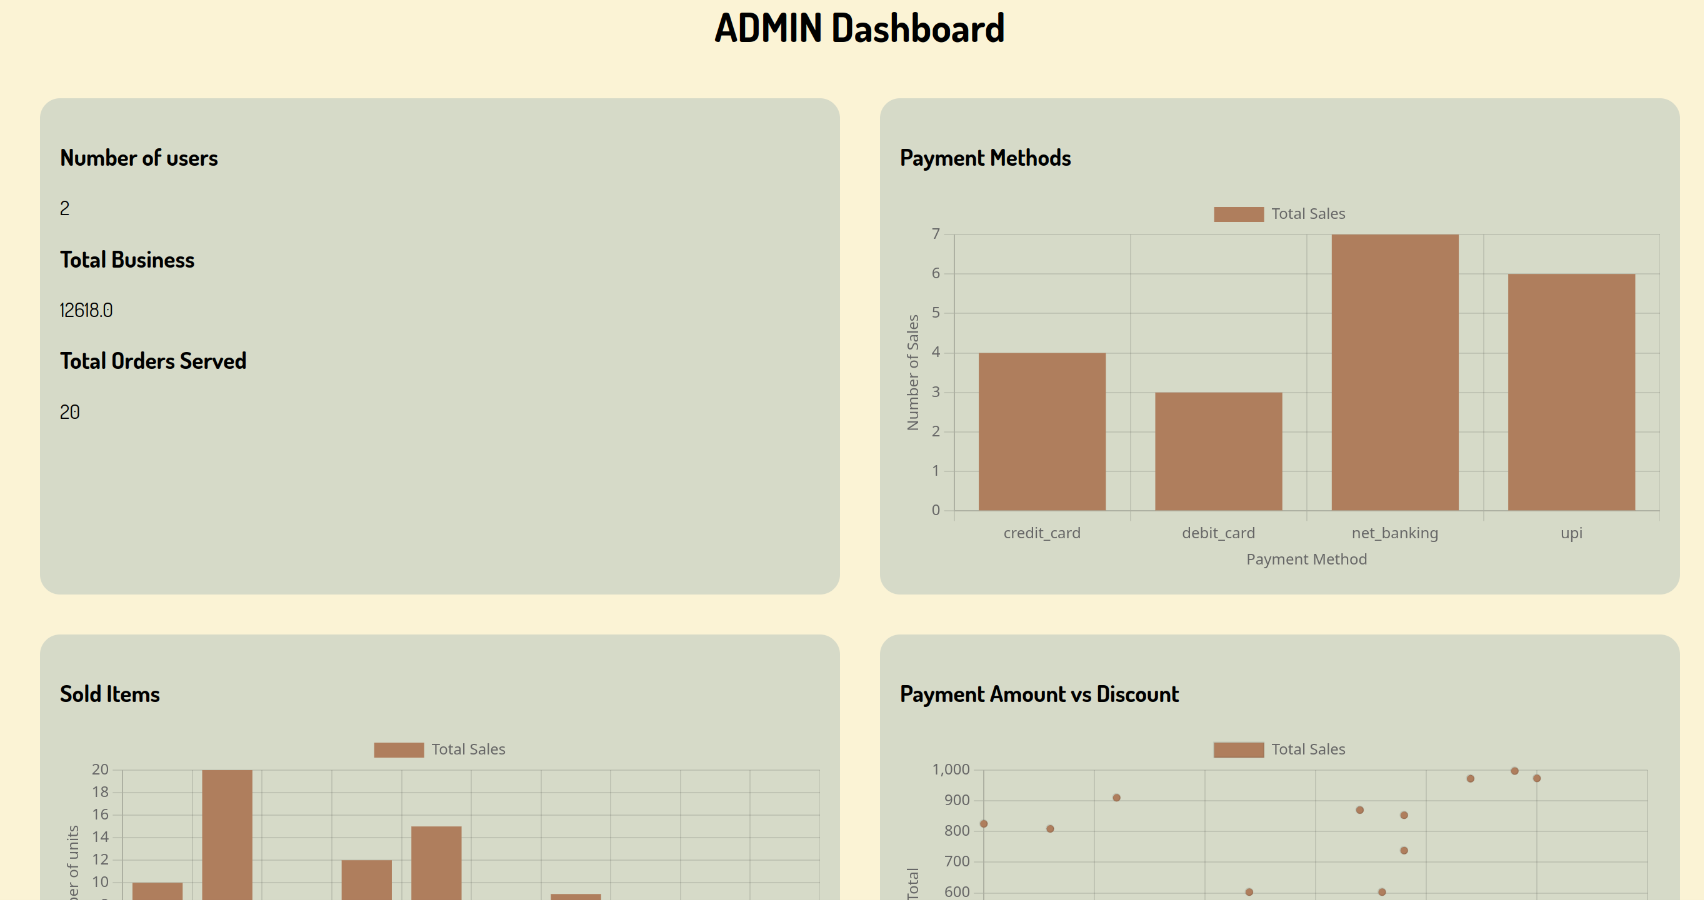 ADMIN Dashboard
Number of users
2
Total Business
12618.0
Total Orders Served
20
Payment Methods
Total Sales
7
6
5
4
3
2
1
0
Number of Sales
credit_card
debit_card
net_banking
upi
Payment Method
Sold Items
Total Sales
20
18
16
14
12
10
of units
Payment Amount vs Discount
Total Sales
1,000
900
800
700
600
Total